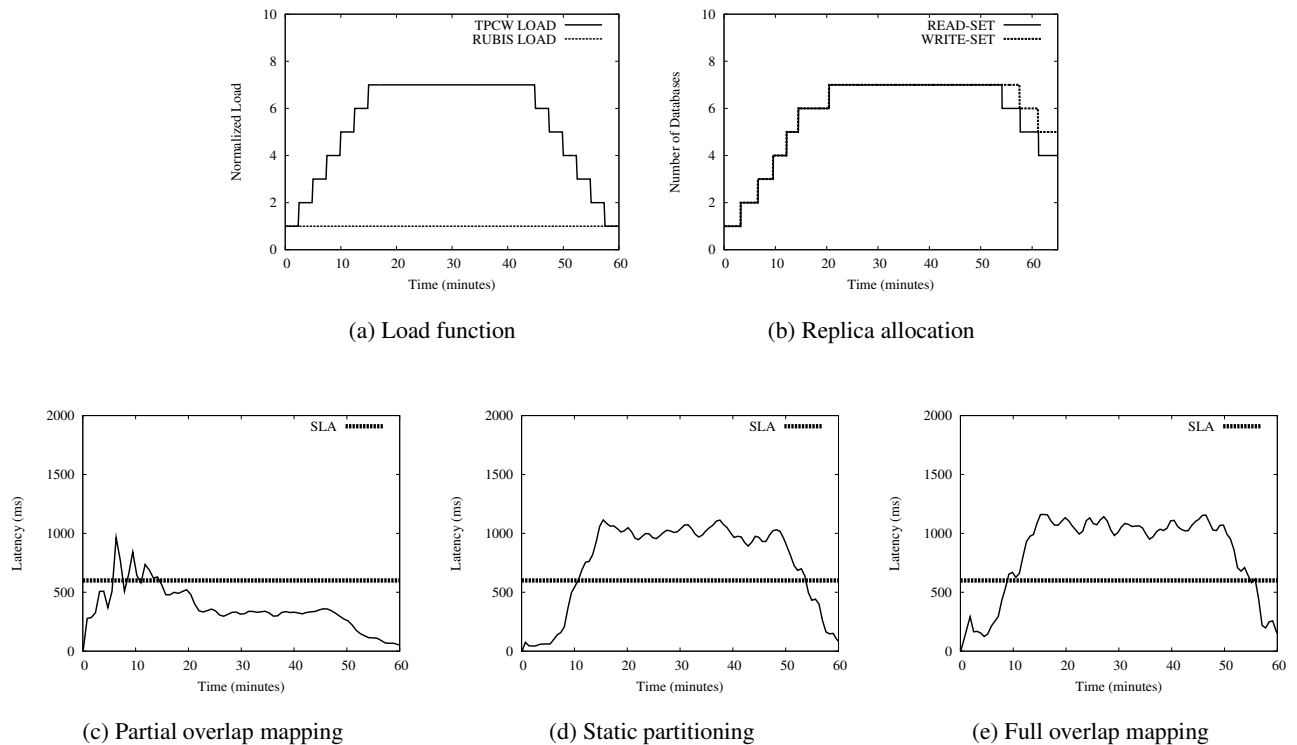 10
8
6
4
2
0
0 10 20 30 40 50 60
Normalized Load
Time (minutes)
TPCW LOAD
RUBIS LOAD
(a) Load function
10
8
6
4
2
0
0 10 20 30 40 50 60
Number of Databases
Time (minutes)
READ-SET
WRITE-SET
(b) Replica allocation
2000
1500
1000
500
0
0 10 20 30 40 50 60
Latency (ms)
Time (minutes)
SLA
(c) Partial overlap mapping
2000
1500
1000
500
0
0 10 20 30 40 50 60
Latency (ms)
Time (minutes)
SLA
(d) Static partitioning
2000
1500
1000
500
0
0 10 20 30 40 50 60
Latency (ms)
Time (minutes)
SLA
(e) Full overlap mapping